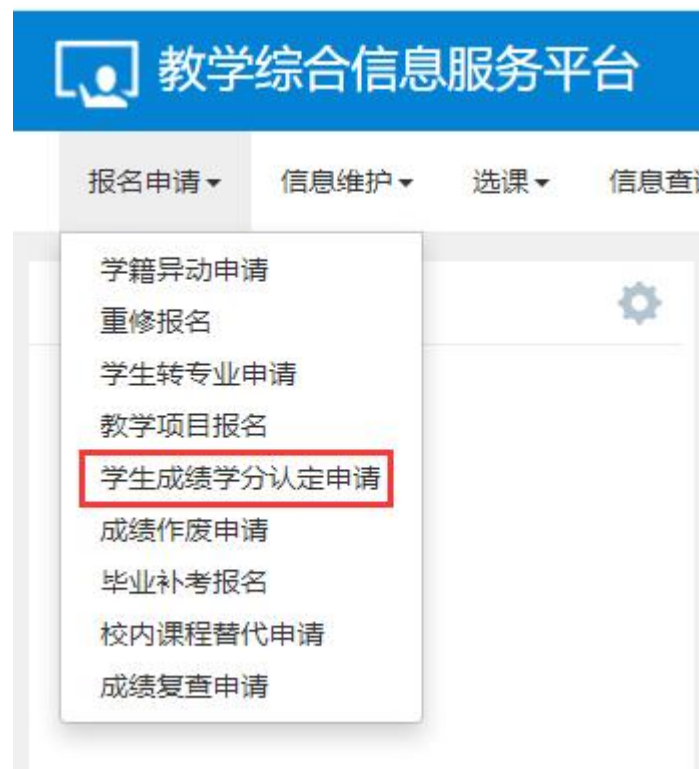 教学综合信息服务平台
报名申请 信息维护 选课 信息查
学籍异动申请
重修报名
学生转专业申请
教学项目报名
学生成绩学分认定申请
成绩作废申请
毕业补考报名
校内课程替代申请
成绩复查申请